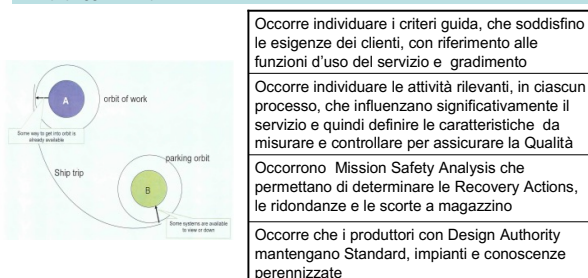 A
orbit of work
Some way to get into orbit is
already available
Ship trip
parking orbit
B
Some systems are available
to view or down
Occorre individuare i criteri guida, che soddisfino
le esigenze dei clienti, con riferimento alle
funzioni d'uso del servizio e gradimento
Occorre individuare le attività rilevanti, in ciascun
processo, che influenzano significativamente il
servizio e quindi definire le caratteristiche da
misurare e controllare per assicurare la Qualità
Occorrono Mission Safety Analysis che
permettano di determinare le Recovery Actions,
le ridondanze e le scorte a magazzino
Occorre che i produttori con Design Authority
mantengano Standard, impianti e conoscenze
perennizzate